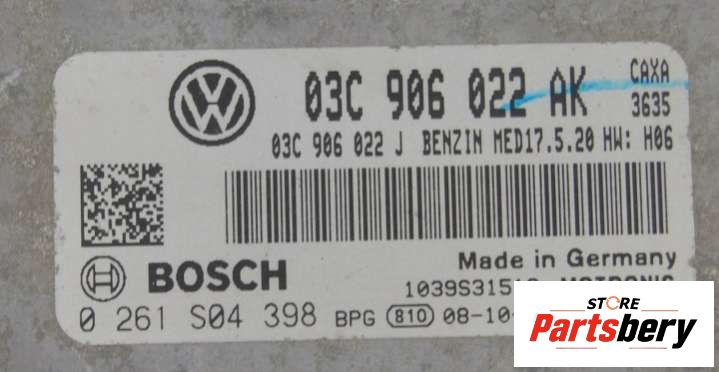 03C 906 022 AK CAXA
3635
03C 906 022 J BENZIN MED17.5.20 HW: H06
Made in Germany
BOSCH
0 261 S04 398 BPG 810
STORE
Partsbery